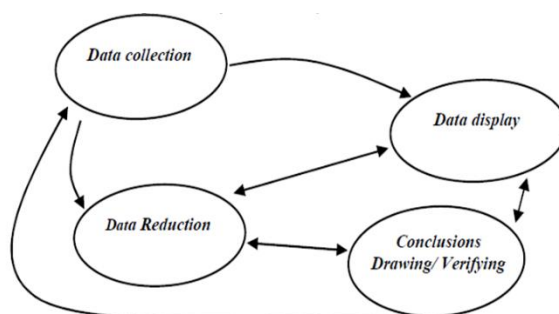 Data collection
Data display
Data Reduction
Conclusions
Drawing/ Verifying